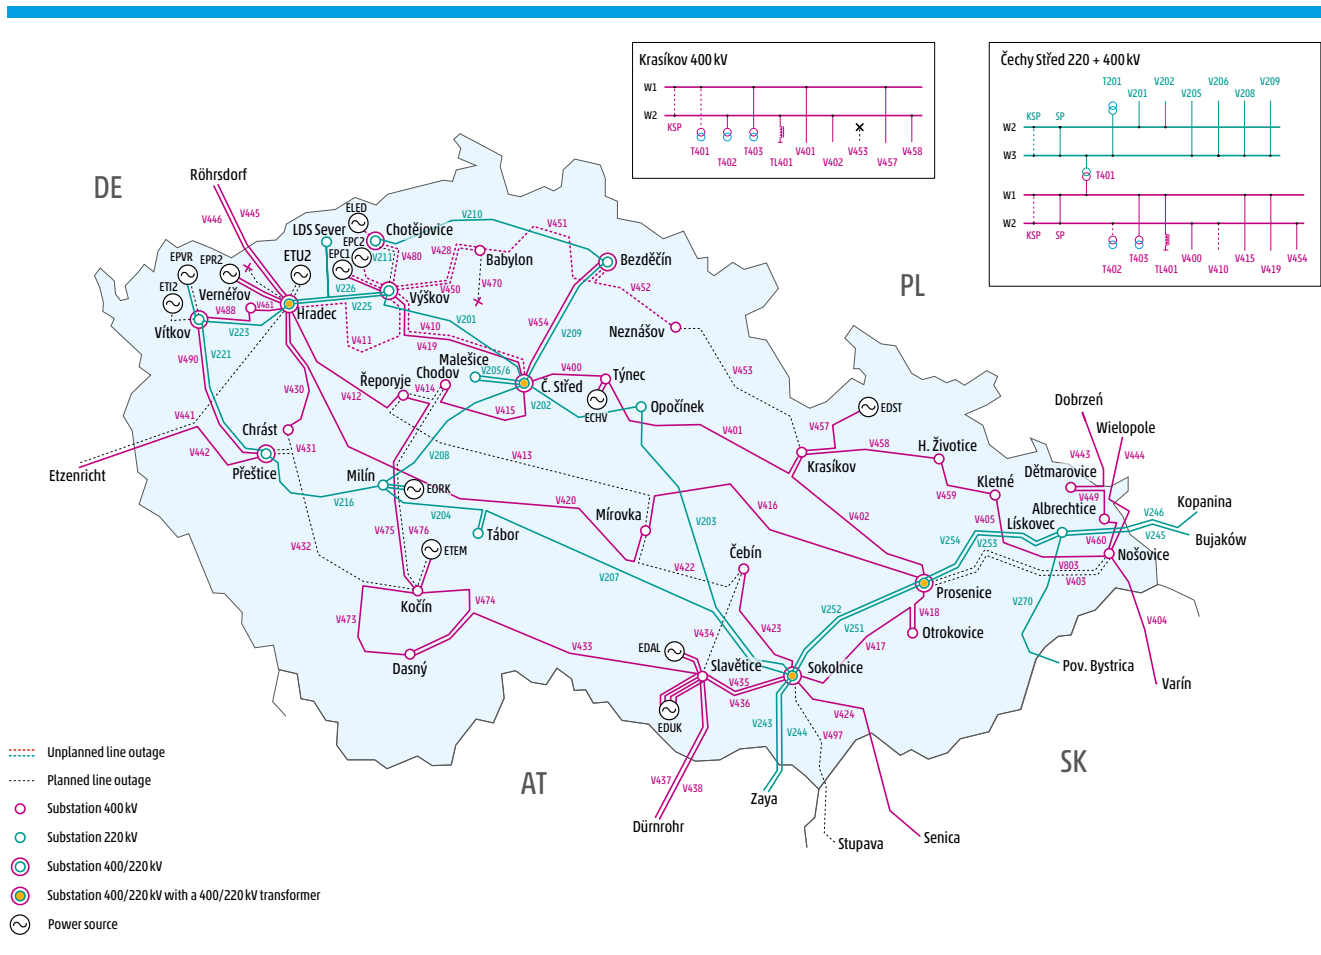 Krasíkov 400 kV
W1
W2
KSP
T401
T402
T403
TL401
V401
V402
V453
V457
V458
Čechy Střed 220 + 400 kV
T201
V201
V202
V205
V206
V208
V209
KSP
SP
W2
W3
T401
W1
W2
KSP
SP
T402
T403
TL401
V400
V410
V415
V419
V454
DE
PL
AT
SK
Röhrsdorf
V446
V445
EPVR
EPR2
ETU2
ETI2
Vernéřov
V488
V461
Vítkov
V223
Hradec
LDS Sever
ELED
EPC2
EPC1
Chotějovice
V211
V480
V210
V226
V225
Výškov
V428
V450
Babylon
V470
V451
Bezděčín
V452
Neznášov
V453
V454
V209
V201
V410
V419
V411
V490
V221
V441
V442
V430
V412
Chrást
V431
Přeštice
Etzenricht
Řeporyje
Chodov
V414
Malešice
V205/6
Č. Střed
V400
Týnec
ECHV
V415
V202
Opočínek
V401
V413
V208
Milín
EORK
V216
V204
Tábor
V420
V475
V476
ETEM
V432
Kočín
V473
V474
Dasný
V433
V207
Mírovka
V422
V203
V416
V402
Krasíkov
V457
EDST
V458
H. Životice
V459
Kletné
V405
Dobrzeń
Wielopole
V443
V444
Dětmarovice
V449
Albrechtice
Lískovec
V460
Nošovice
V246
V245
Kopanina
Bujaków
V254
V253
V803
V403
Prosenice
V418
Otrokovice
V417
V252
V251
V270
Pov. Bystrica
V404
Varín
Čebín
V423
V434
EDAL
Slavětice
V435
V436
EDUK
Sokolnice
V437
V438
Dürnrohr
V243
V244
Zaya
V497
Stupava
V424
Senica
Unplanned line outage
Planned line outage
Substation 400 kV
Substation 220 kV
Substation 400/220 kV
Substation 400/220 kV with a 400/220 kV transformer
Power source